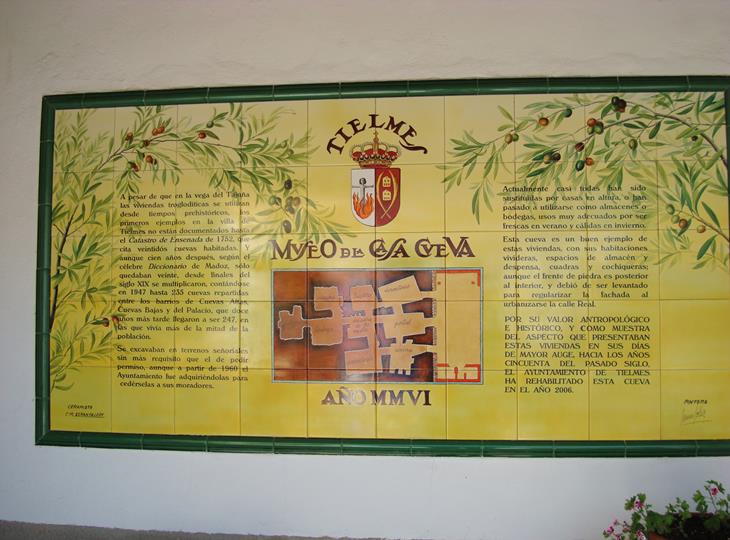 TIELMES
MUSEO DE LA CASA CUEVA
AÑO MMVI
A pesar de que en la vega del Tajuña
las viviendas trogloditicas se utilizan
desde tiempos prehistóricos, los
primeros ejemplos en la villa de
Tielmes no están documentados hasta
el Catastro de Ensenada de 1752, que
cita veintidós cuevas habitadas. Y
aunque cien años después, según el
célebre Diccionario de Madoz, sólo
quedaban veinte, desde finales del
siglo XIX se multiplicaron, contándose
en 1947 hasta 235 cuevas repartidas
entre los barrios de Cuevas Altas,
Cuevas Bajas y del Palacio, que doce
años más tarde llegaron a ser 247, en
las que vivía más de la mitad de la
población.
Se excavaban en terrenos señoriales
sin más requisito que el de pedir
permiso, aunque a partir de 1960 el
Ayuntamiento fue adquiriéndolas para
cedérselas a sus moradores.
CERAMISTA
Actualmente casi todas han sido
sustituidas por casas en altura, o han
pasado a utilizarse como almacenes o
bodegas, usos muy adecuados por ser
frescas en verano y cálidas en invierno.
Esta cueva es un buen ejemplo de
estas viviendas, con sus habitaciones
vivideras, espacios de almacén y
despensa, cuadras y cochiqueras;
aunque el frente de piedra es posterior
al interior, y debió de ser levantado
para regularizar la fachada al
urbanizarse la calle Real.
POR SU VALOR ANTROPOLÓGICO
E HISTÓRICO, Y COMO MUESTRA
DEL ASPECTO QUE PRESENTABAN
ESTAS VIVIENDAS EN SUS DÍAS
DE MAYOR AUGE, HACIA LOS AÑOS
CINCUENTA DEL PASADO SIGLO,
EL AYUNTAMIENTO DE TIELMES
HA REHABILITADO ESTA CUEVA
EN EL AÑO 2006.
PINTORA